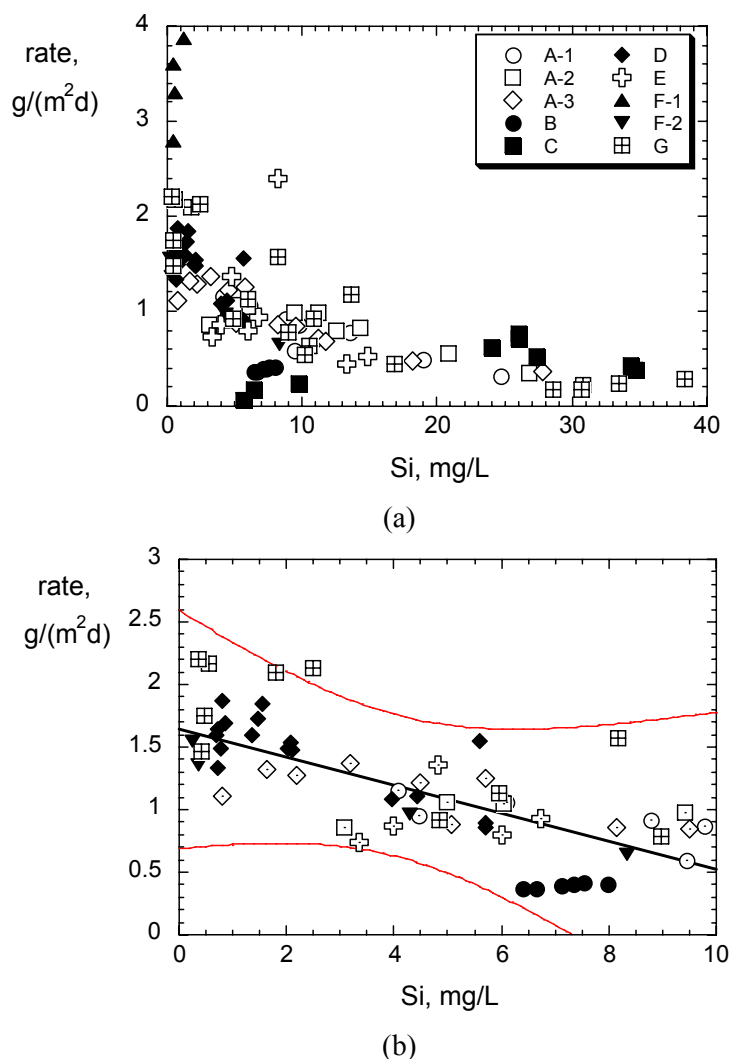 rate,
g/(m²d)
4
3
2
1
0
0 10 20 30 40
Si, mg/L
A-1 D
A-2 E
A-3 F-1
B F-2
C G
(a)
rate,
g/(m²d)
3
2.5
2
1.5
1
0.5
0
0 2 4 6 8 10
Si, mg/L
(b)